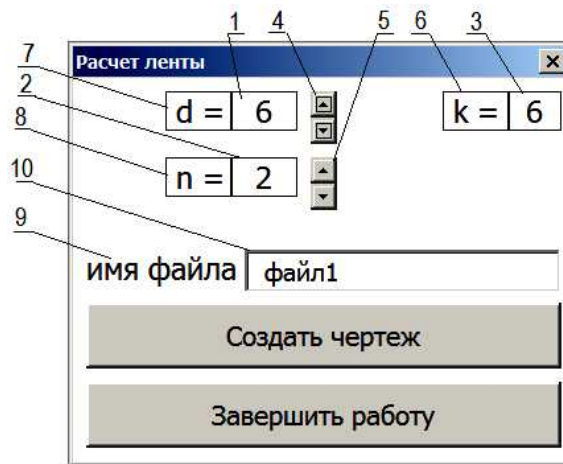 1 4 5 6 3
7 Расчет ленты
2 d = 6 k = 6
8 n = 2
10
9 имя файла файл1
Создать чертеж
Завершить работу